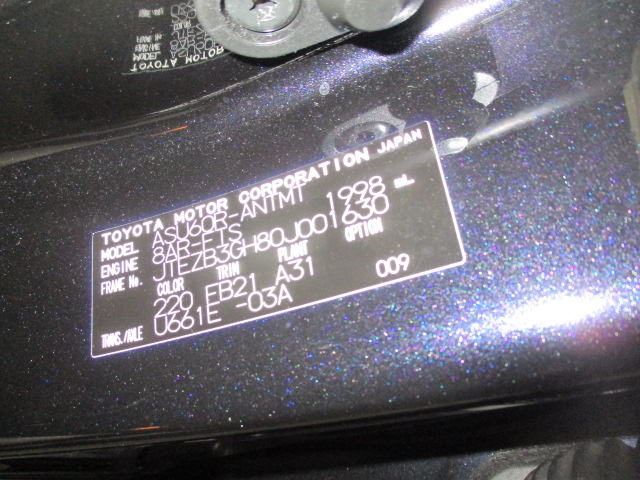 TOYOTA MOTOR CORPORATION JAPAN
MODEL ASU60R-ANTMT 1998 mL
ENGINE 8AR-FTS
FRAME No. JTEZB3GH80J001630
COLOR TRIM PLANT OPTION
220 EB21 A31 009
TRANS./AXLE U661E -03A